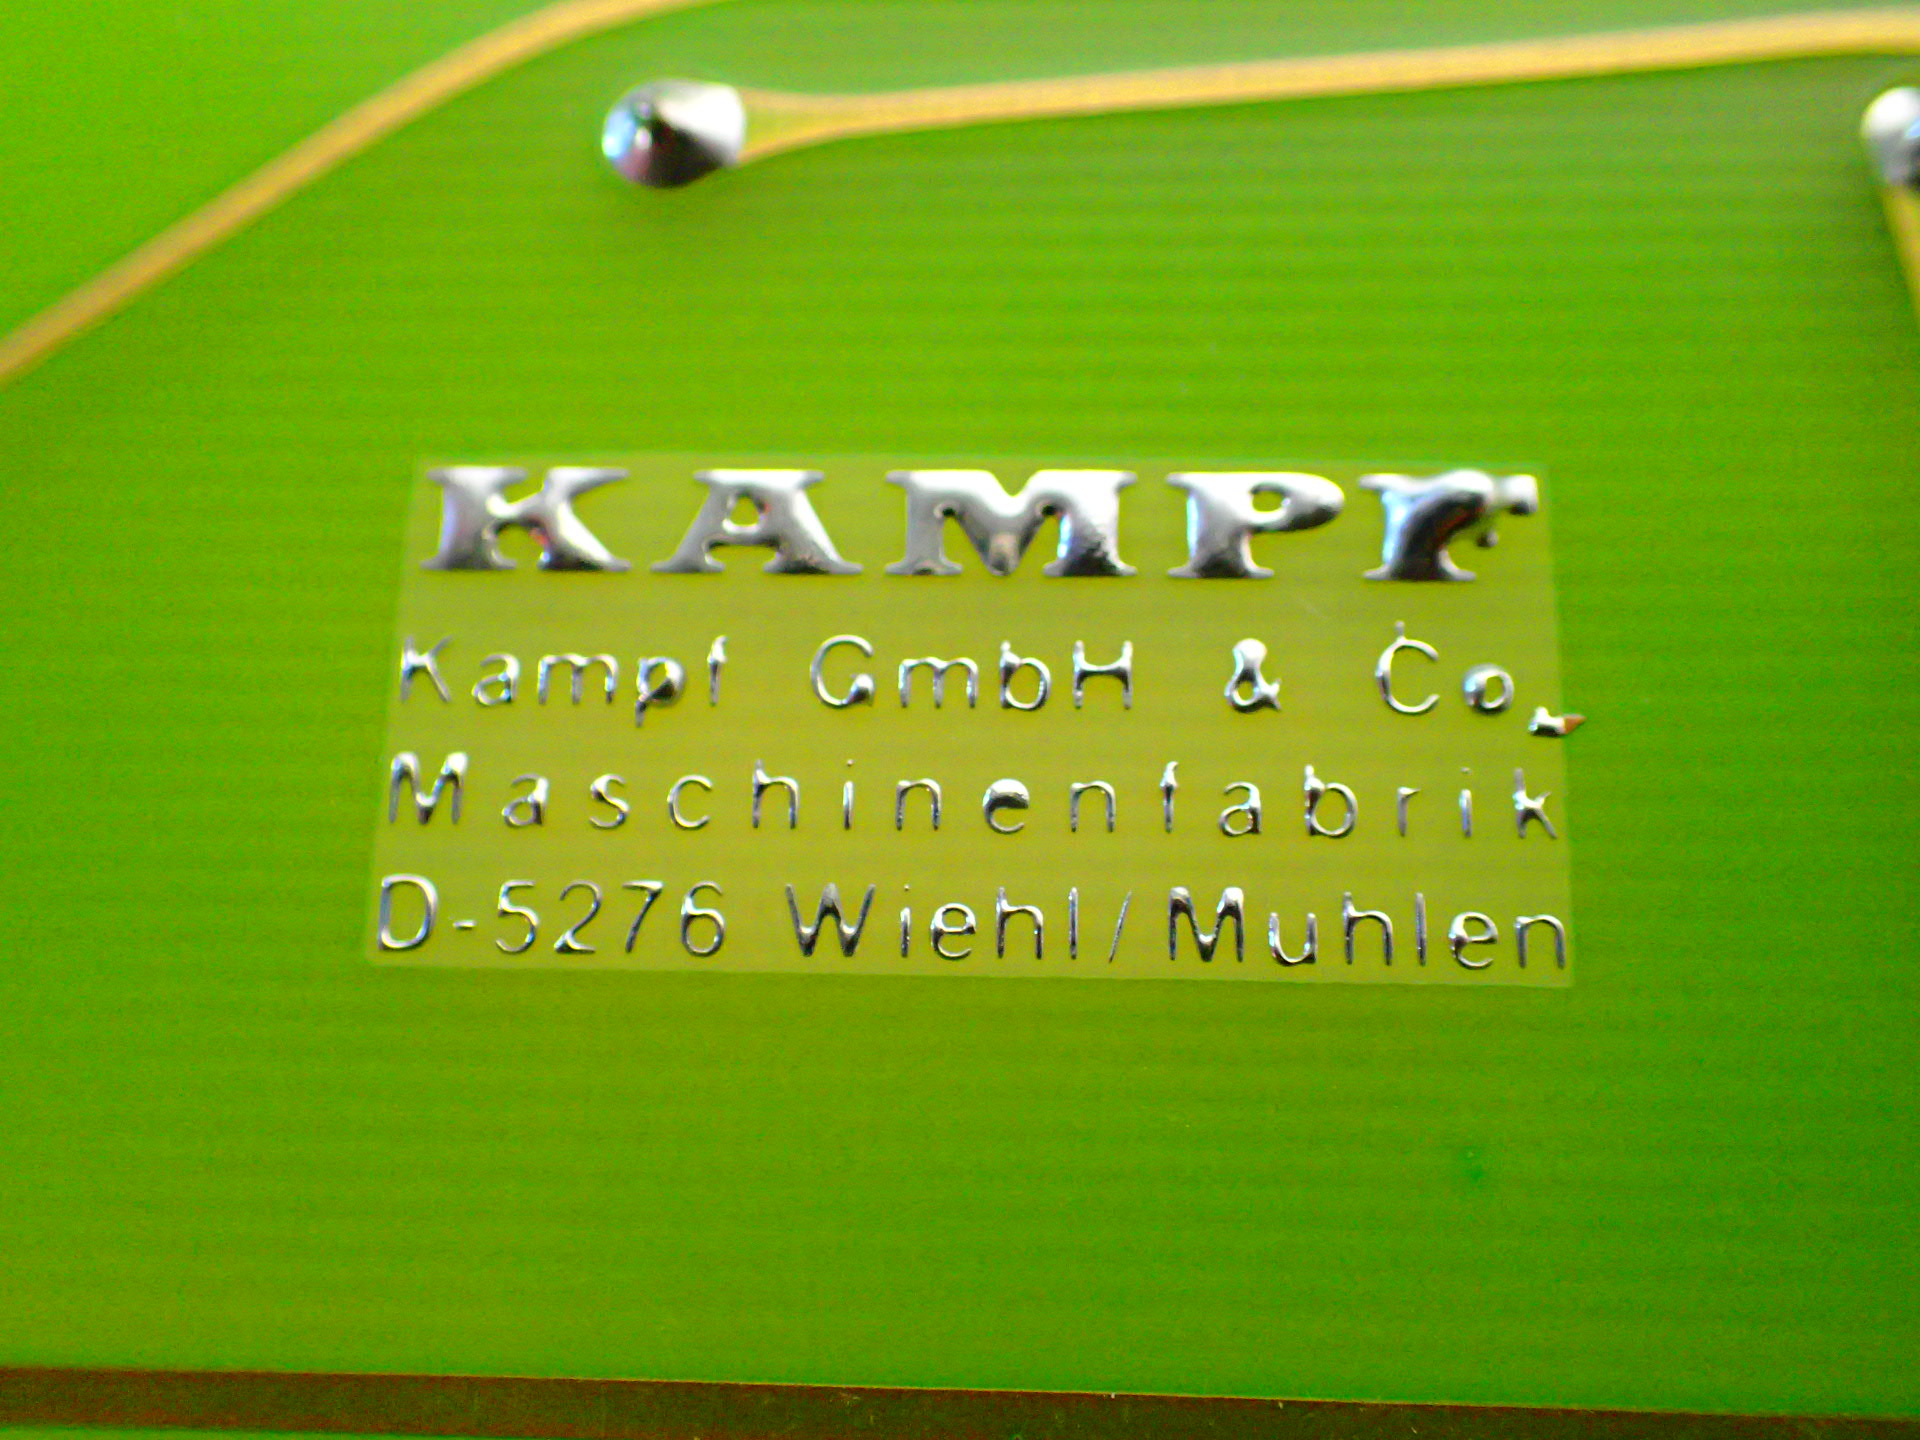 KAMPF
Kampf GmbH & Co.
Maschinenfabrik
D-5276 Wiehl/Muhlen